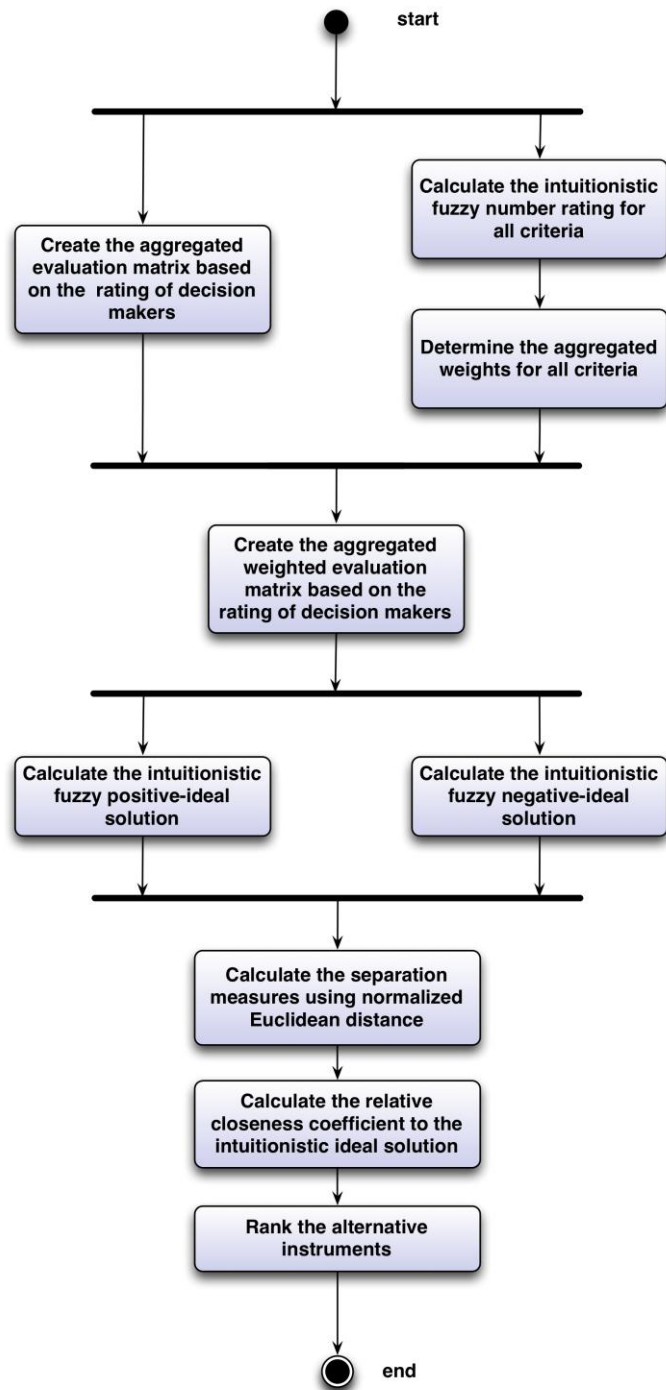 start
Calculate the intuitionistic
fuzzy number rating for
all criteria
Create the aggregated
evaluation matrix based
on the rating of decision
makers
Determine the aggregated
weights for all criteria
Create the aggregated
weighted evaluation
matrix based on the
rating of decision makers
Calculate the intuitionistic
fuzzy positive-ideal
solution
Calculate the intuitionistic
fuzzy negative-ideal
solution
Calculate the separation
measures using normalized
Euclidean distance
Calculate the relative
closeness coefficient to the
intuitionistic ideal solution
Rank the alternative
instruments
end